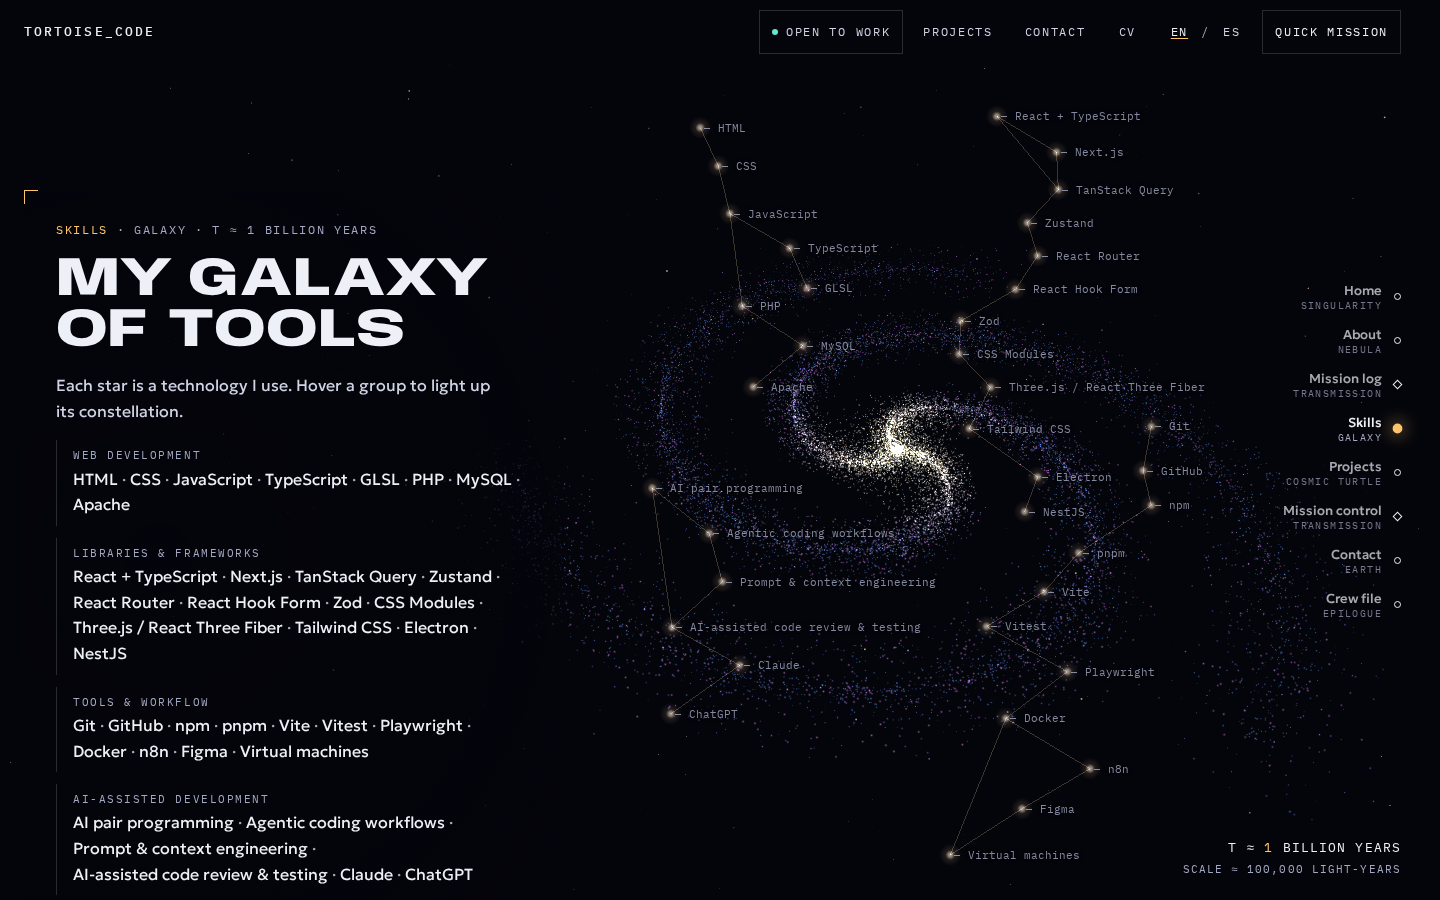 TORTOISE_CODE
OPEN TO WORK
PROJECTS
CONTACT
CV
EN / ES
QUICK MISSION
SKILLS · GALAXY · T ≈ 1 BILLION YEARS
MY GALAXY
OF TOOLS
Each star is a technology I use. Hover a group to light up
its constellation.
WEB DEVELOPMENT
HTML · CSS · JavaScript · TypeScript · GLSL · PHP · MySQL ·
Apache
LIBRARIES & FRAMEWORKS
React + TypeScript · Next.js · TanStack Query · Zustand ·
React Router · React Hook Form · Zod · CSS Modules ·
Three.js / React Three Fiber · Tailwind CSS · Electron ·
NestJS
TOOLS & WORKFLOW
Git · GitHub · npm · pnpm · Vite · Vitest · Playwright ·
Docker · n8n · Figma · Virtual machines
AI-ASSISTED DEVELOPMENT
AI pair programming · Agentic coding workflows ·
Prompt & context engineering ·
AI-assisted code review & testing · Claude · ChatGPT
HTML
CSS
JavaScript
TypeScript
GLSL
PHP
MySQL
Apache
React + TypeScript
Next.js
TanStack Query
Zustand
React Router
React Hook Form
Zod
CSS Modules
Three.js / React Three Fiber
Tailwind CSS
Electron
NestJS
Git
GitHub
npm
pnpm
Vite
Vitest
Playwright
Docker
n8n
Figma
Virtual machines
AI pair programming
Agentic coding workflows
Prompt & context engineering
AI-assisted code review & testing
Claude
ChatGPT
Home
SINGULARITY
About
NEBULA
Mission log
TRANSMISSION
Skills
GALAXY
Projects
COSMIC TURTLE
Mission control
TRANSMISSION
Contact
EARTH
Crew file
EPILOGUE
T ≈ 1 BILLION YEARS
SCALE ≈ 100,000 LIGHT-YEARS